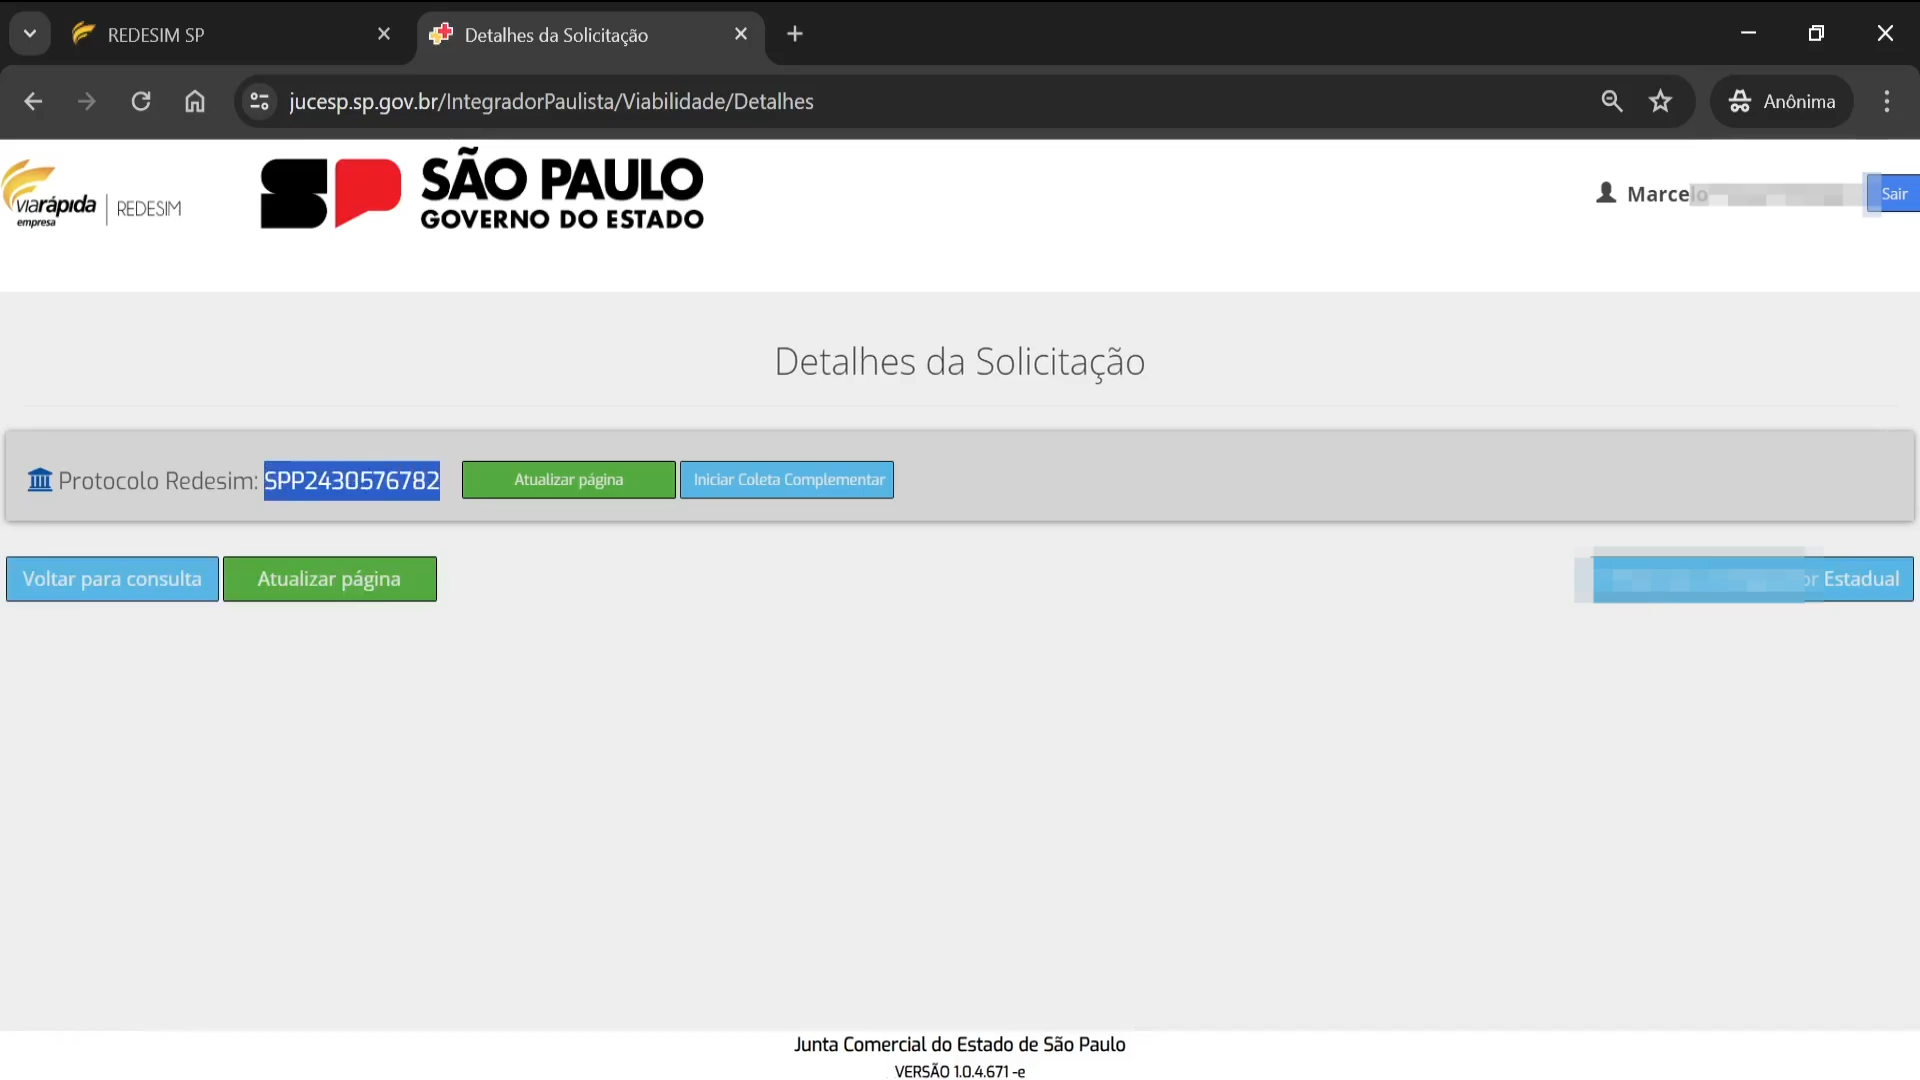 REDESIM SP
Detalhes da Solicitação
jucesp.sp.gov.br/IntegradorPaulista/Viabilidade/Detalhes
Anônima
viarápida empresa
REDESIM
SP
SÃO PAULO
GOVERNO DO ESTADO
Marcelo
Sair
Detalhes da Solicitação
Protocolo Redesim: SPP2430576782
Atualizar página
Iniciar Coleta Complementar
Voltar para consulta
Atualizar página
Estadual
Junta Comercial do Estado de São Paulo
VERSÃO 1.0.4.671 -e